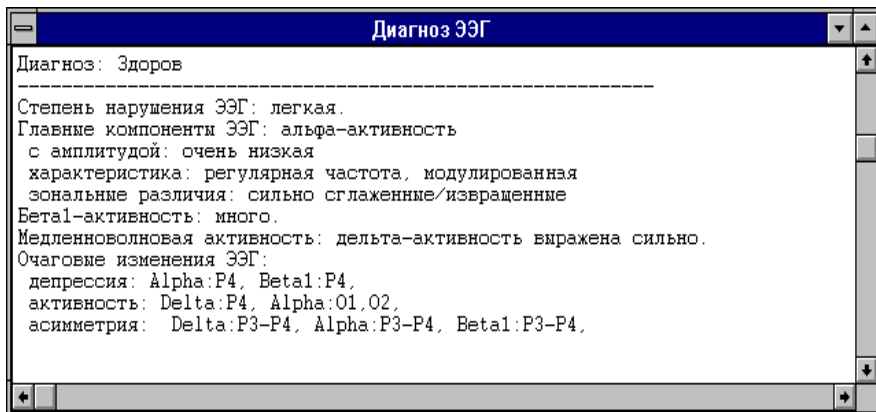 Диагноз ЭЭГ
Диагноз: Здоров
----------------------------------------------------------
Степень нарушения ЭЭГ: легкая.
Главные компоненты ЭЭГ: альфа-активность
с амплитудой: очень низкая
характеристика: регулярная частота, модулированная
зональные различия: сильно сглаженные/извращенные
Бета1-активность: много.
Медленноволновая активность: дельта-активность выражена сильно.
Очаговые изменения ЭЭГ:
депрессия: Alpha:P4, Beta1:P4,
активность: Delta:P4, Alpha:O1,O2,
асимметрия: Delta:P3-P4, Alpha:P3-P4, Beta1:P3-P4,